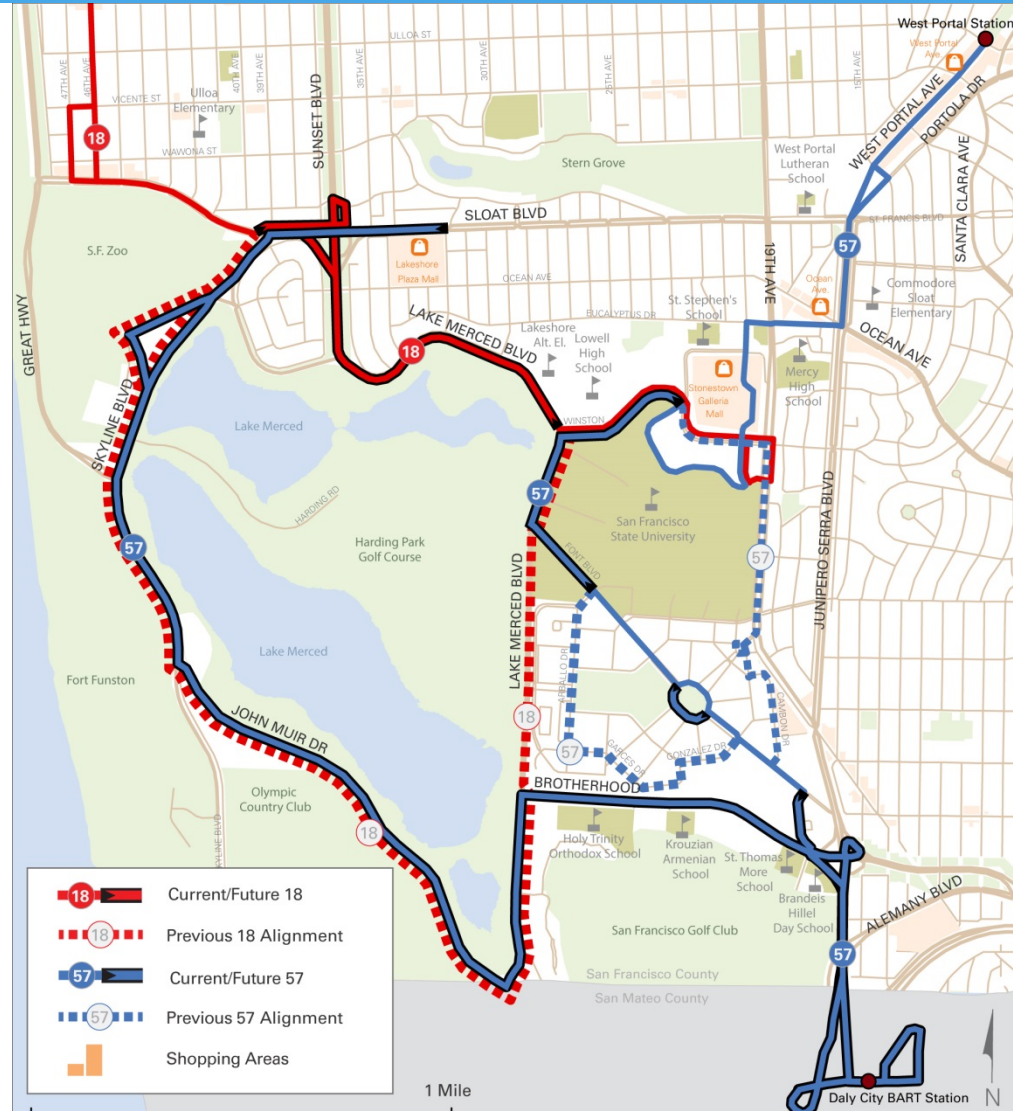 West Portal Station
West Portal
Ave.
ULLOA ST
47TH AVE
46TH AVE
40TH AVE
39TH AVE
35TH AVE
30TH AVE
25TH AVE
15TH AVE
SUNSET BLVD
VICENTE ST
Ulloa
Elementary
18
WAWONA ST
Stern Grove
WEST PORTAL AVE
PORTOLA DR
West Portal
Lutheran
School
SANTA CLARA AVE
SLOAT BLVD
ST FRANCIS BLVD
S.F. Zoo
Lakeshore
Plaza Mall
19TH AVE
57
OCEAN AVE
Ocean
Ave.
Commodore
Sloat
Elementary
GREAT HWY
St. Stephen's
School
EUCALYPTUS DR
LAKE MERCED BLVD
18
Lakeshore
Alt. El.
Lowell
High
School
OCEAN AVE
Mercy
High
School
Stonestown
Galleria
Mall
SKYLINE BLVD
Lake Merced
WINSTON
HARDING RD
57
San Francisco
State University
Harding Park
Golf Course
57
FONT BLVD
57
JUNIPERO SERRA BLVD
LAKE MERCED BLVD
Lake Merced
Fort Funston
ARBALLO DR
CAMBON DR
18
JOHN MUIR DR
57
GARCES DR
GONZALEZ DR
BROTHERHOOD
Olympic
Country Club
18
SKYLINE BLVD
Holy Trinity
Orthodox School
Krouzian
Armenian
School
St. Thomas
More
School
Brandeis
Hillel
Day School
ALEMANY BLVD
San Francisco Golf Club
57
San Francisco County
San Mateo County
18 Current/Future 18
18 Previous 18 Alignment
57 Current/Future 57
57 Previous 57 Alignment
Shopping Areas
1 Mile
Daly City BART Station
N